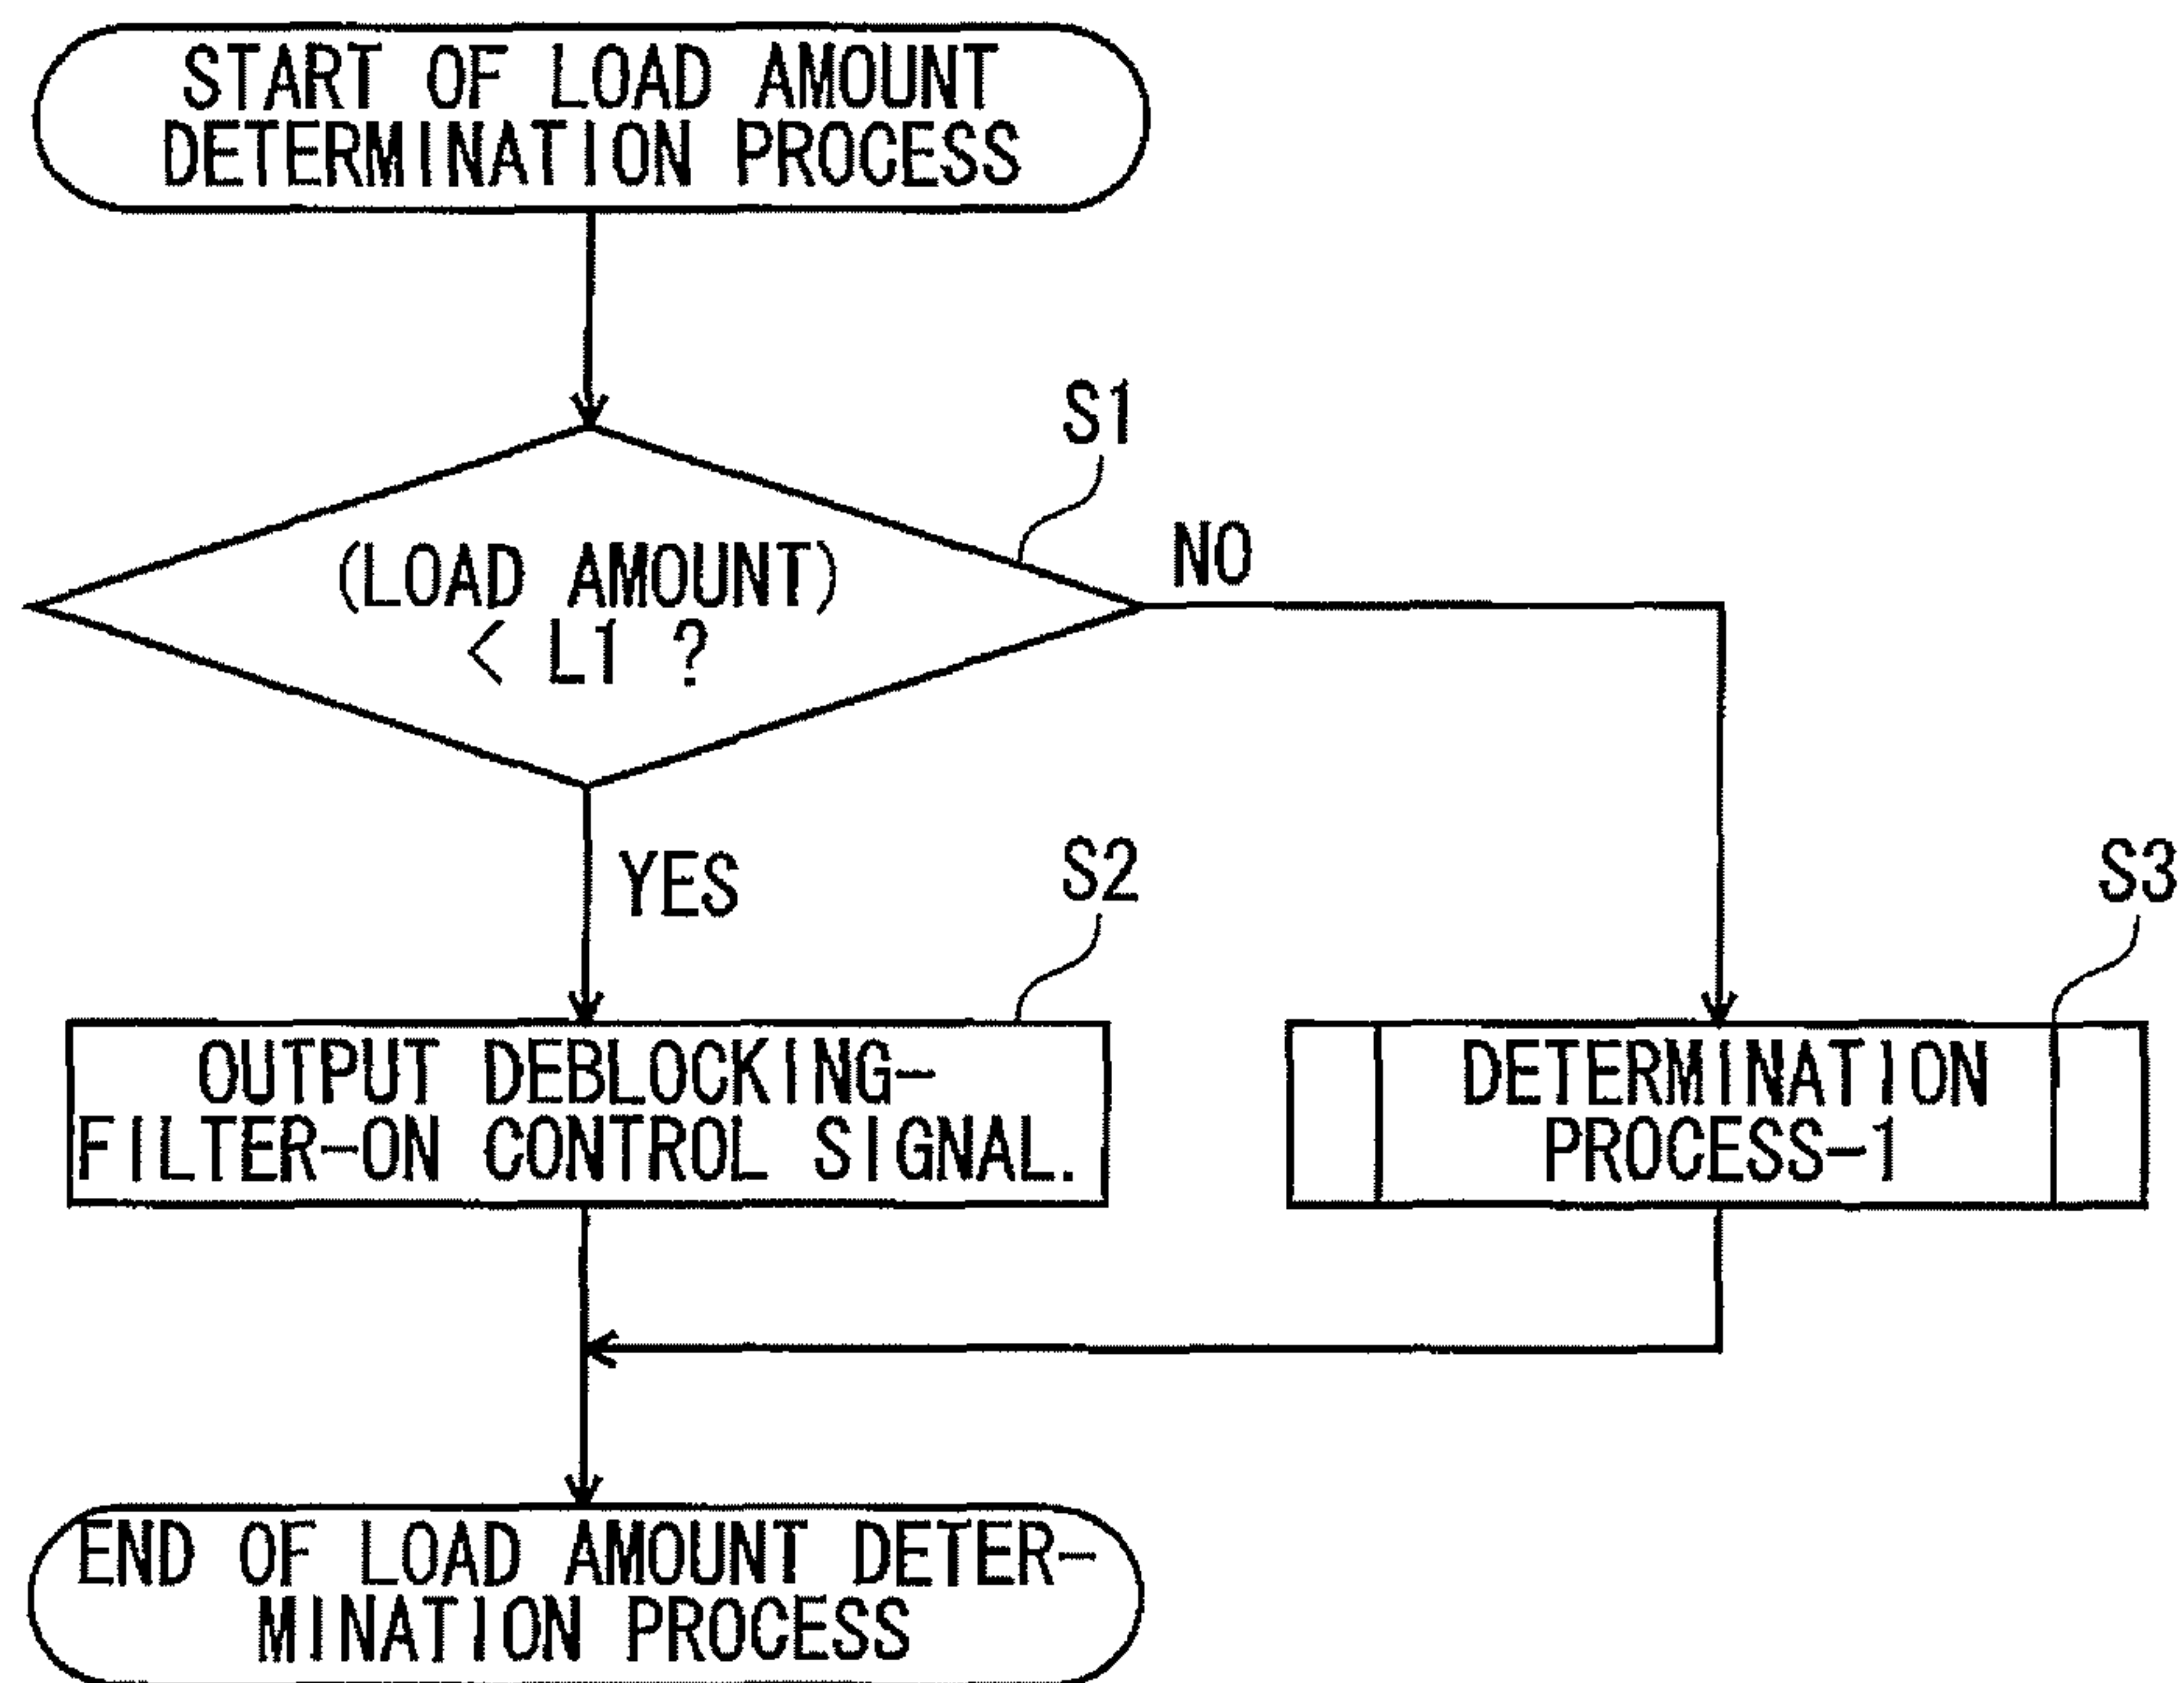 START OF LOAD AMOUNT
DETERMINATION PROCESS
S1
(LOAD AMOUNT)
< L1 ?
NO
YES
S2
S3
OUTPUT DEBLOCKING-
FILTER-ON CONTROL SIGNAL.
DETERMINATION
PROCESS-1
END OF LOAD AMOUNT DETER-
MINATION PROCESS